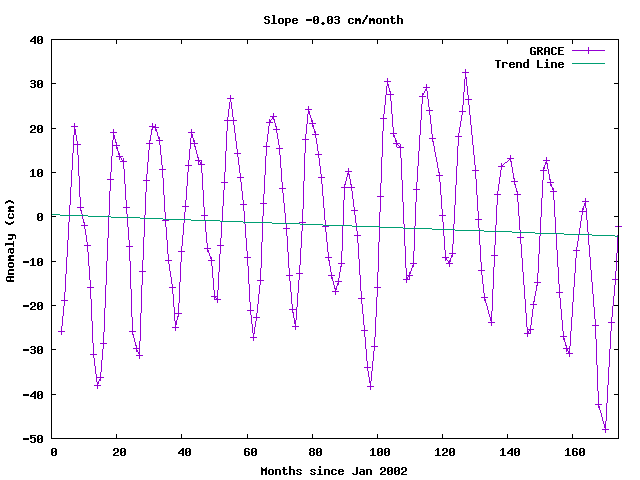 Slope -0.03 cm/month
GRACE
Trend Line
40
30
20
10
0
-10
-20
-30
-40
-50
Anomaly (cm)
0 20 40 60 80 100 120 140 160
Months since Jan 2002